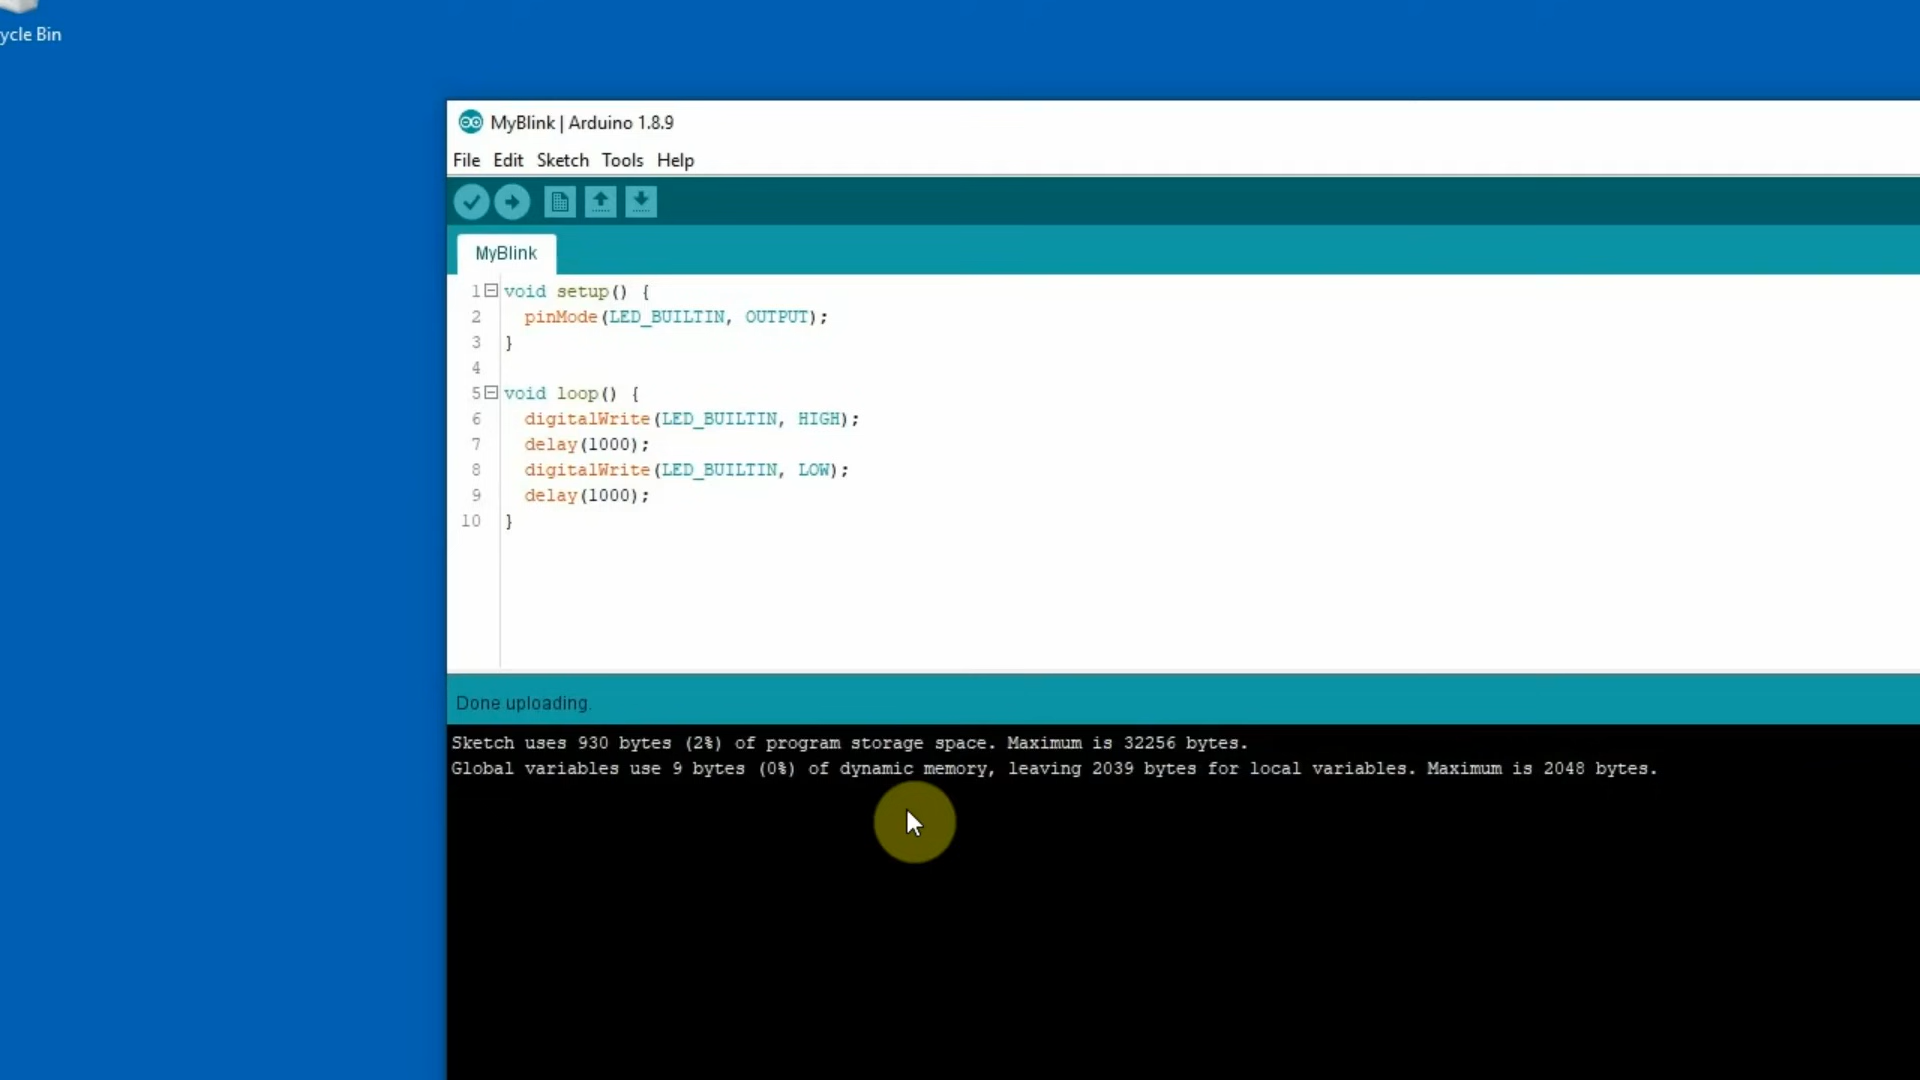 ycle Bin
MyBlink | Arduino 1.8.9
File Edit Sketch Tools Help
MyBlink
1 void setup() {
2 pinMode(LED_BUILTIN, OUTPUT);
3 }
4
5 void loop() {
6 digitalWrite(LED_BUILTIN, HIGH);
7 delay(1000);
8 digitalWrite(LED_BUILTIN, LOW);
9 delay(1000);
10 }
Done uploading.
Sketch uses 930 bytes (2%) of program storage space. Maximum is 32256 bytes.
Global variables use 9 bytes (0%) of dynamic memory, leaving 2039 bytes for local variables. Maximum is 2048 bytes.